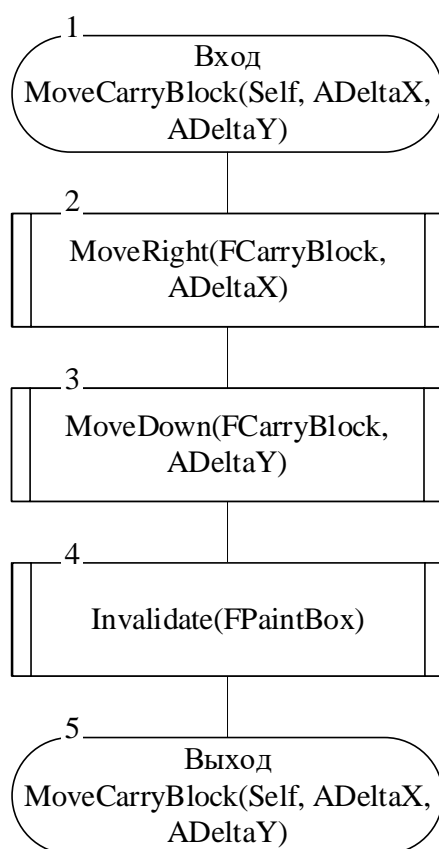 1
Вход
MoveCarryBlock(Self, ADeltaX,
ADeltaY)
2
MoveRight(FCarryBlock,
ADeltaX)
3
MoveDown(FCarryBlock,
ADeltaY)
4
Invalidate(FPaintBox)
5
Выход
MoveCarryBlock(Self, ADeltaX,
ADeltaY)